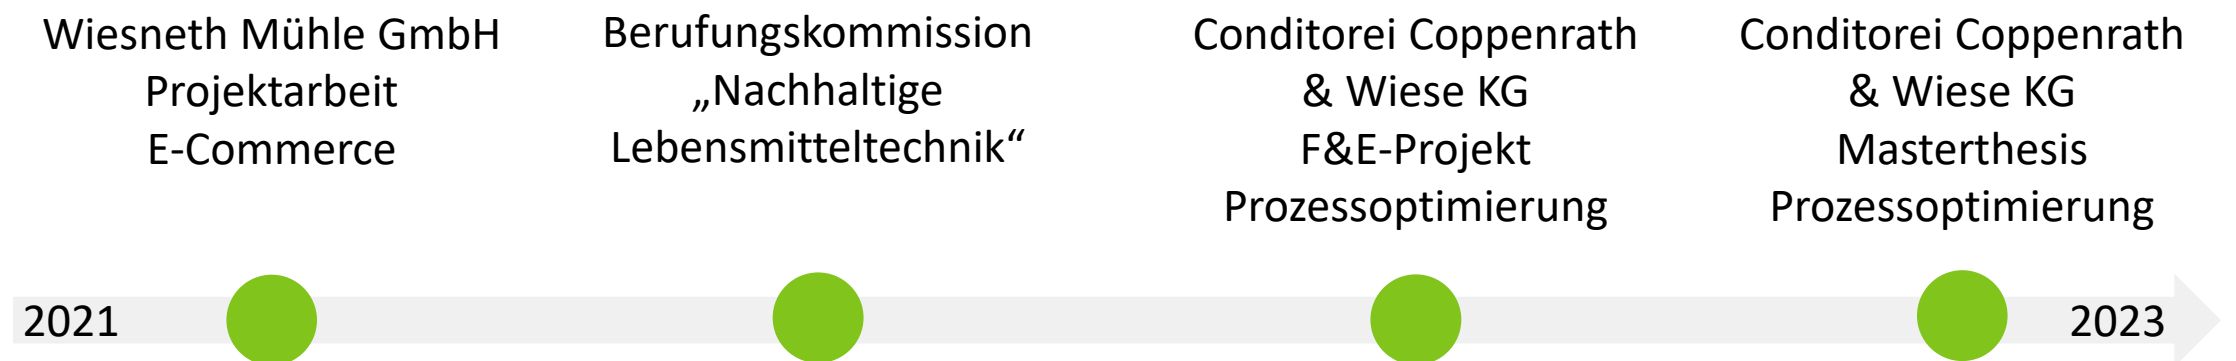 Wiesneth Mühle GmbH
Projektarbeit
E-Commerce
Berufungskommission
„Nachhaltige
Lebensmitteltechnik“
Conditorei Coppenrath
& Wiese KG
F&E-Projekt
Prozessoptimierung
Conditorei Coppenrath
& Wiese KG
Masterthesis
Prozessoptimierung
2021
2023